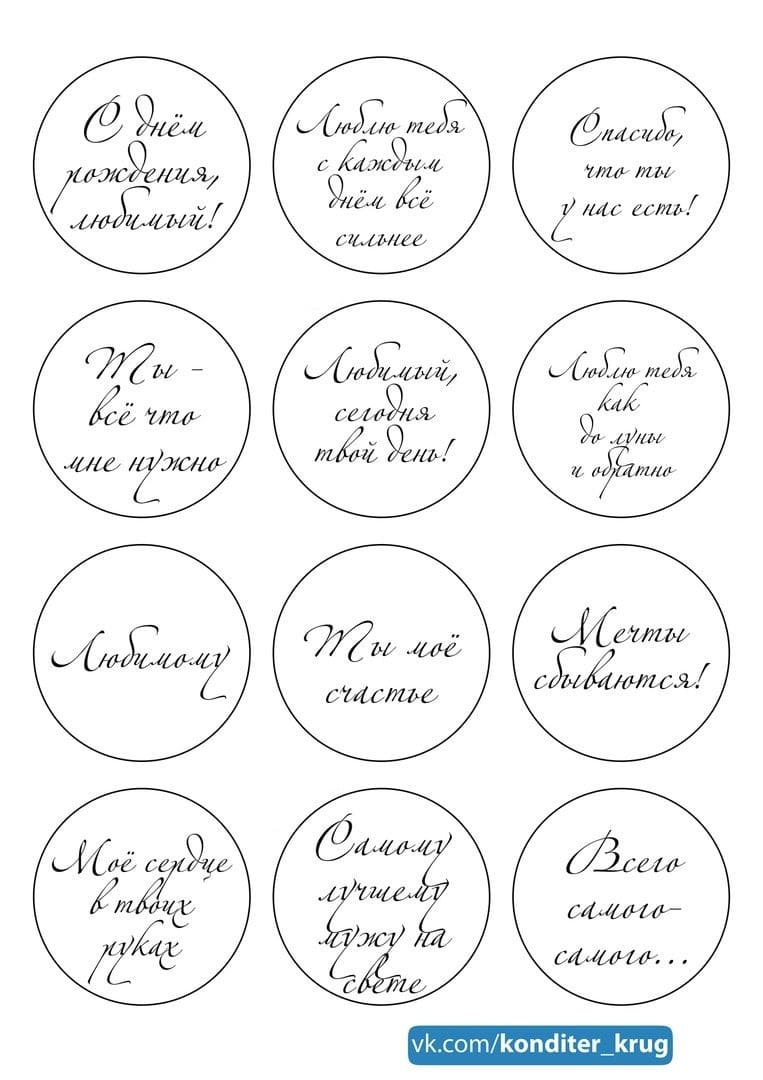 С днём
рождения,
любимый!
Люблю тебя
с каждым
днём всё
сильнее
Спасибо,
что ты
у нас есть!
Ты -
всё что
мне нужно
Любимый,
сегодня
твой день!
Люблю тебя
как
до луны
и обратно
Любимому
Ты моё
счастье
Мечты
сбываются!
Моё сердце
в твоих
руках
Самому
лучшему
мужу на
свете
Всего
самого-
самого...
vk.com/konditer_krug